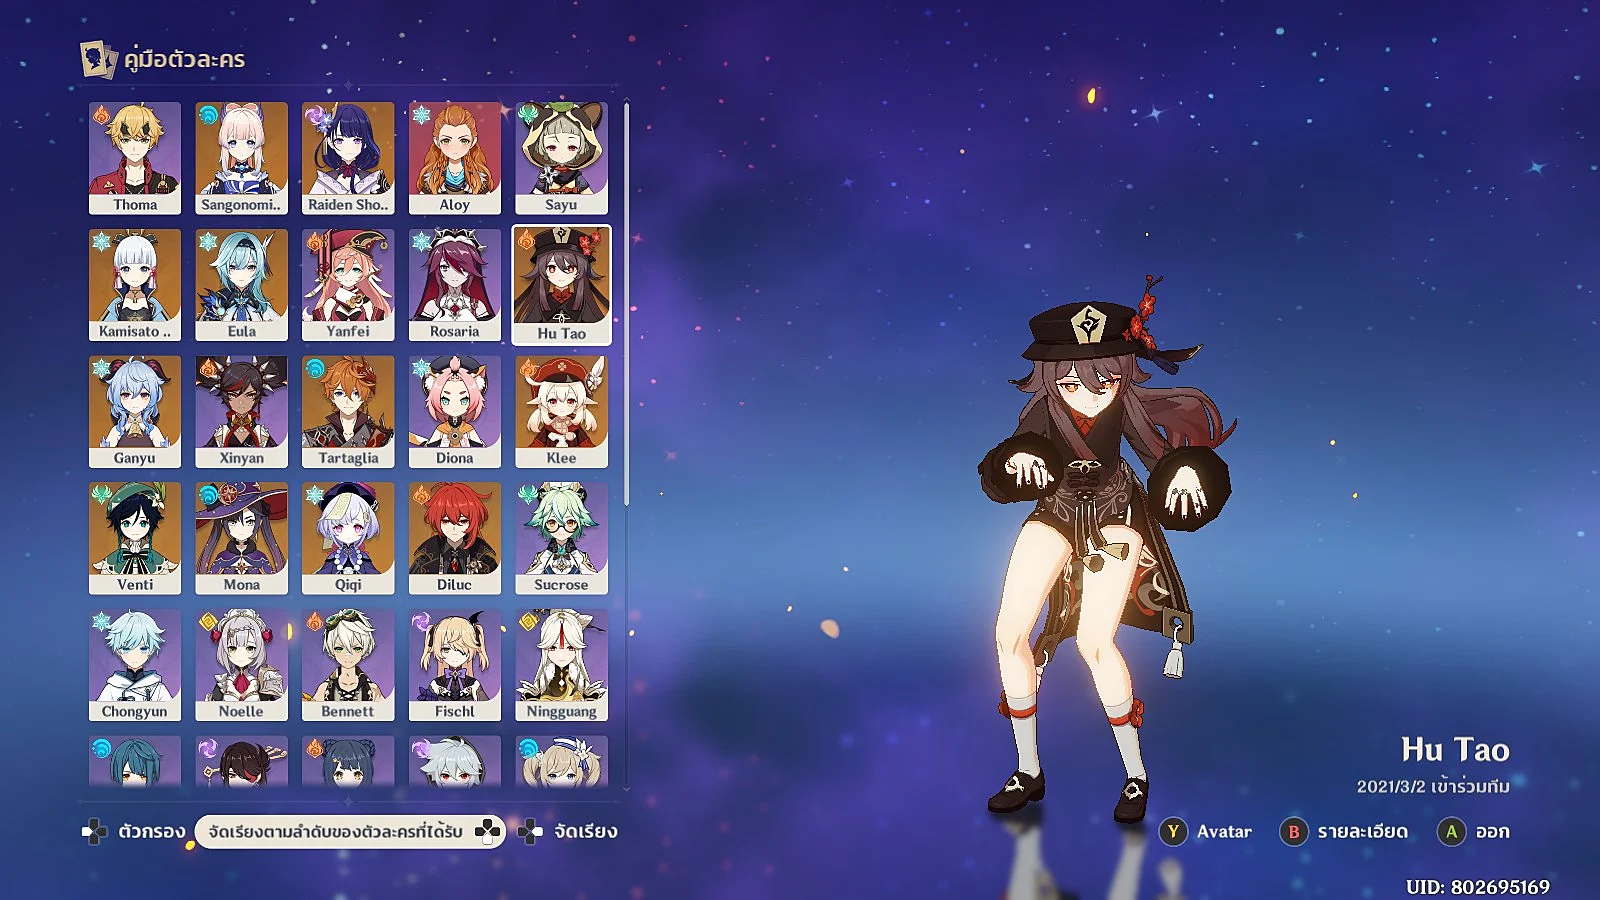 คู่มือตัวละคร
Thoma
Sangonomi..
Raiden Sho..
Aloy
Sayu
Kamisato ..
Eula
Yanfei
Rosaria
Hu Tao
Ganyu
Xinyan
Tartaglia
Diona
Klee
Venti
Mona
Qiqi
Diluc
Sucrose
Chongyun
Noelle
Bennett
Fischl
Ningguang
Hu Tao
2021/3/2 เข้าร่วมทีม
ตัวกรอง
จัดเรียงตามลำดับของตัวละครที่ได้รับ
จัดเรียง
Y Avatar
B รายละเอียด
A ออก
UID: 802695169